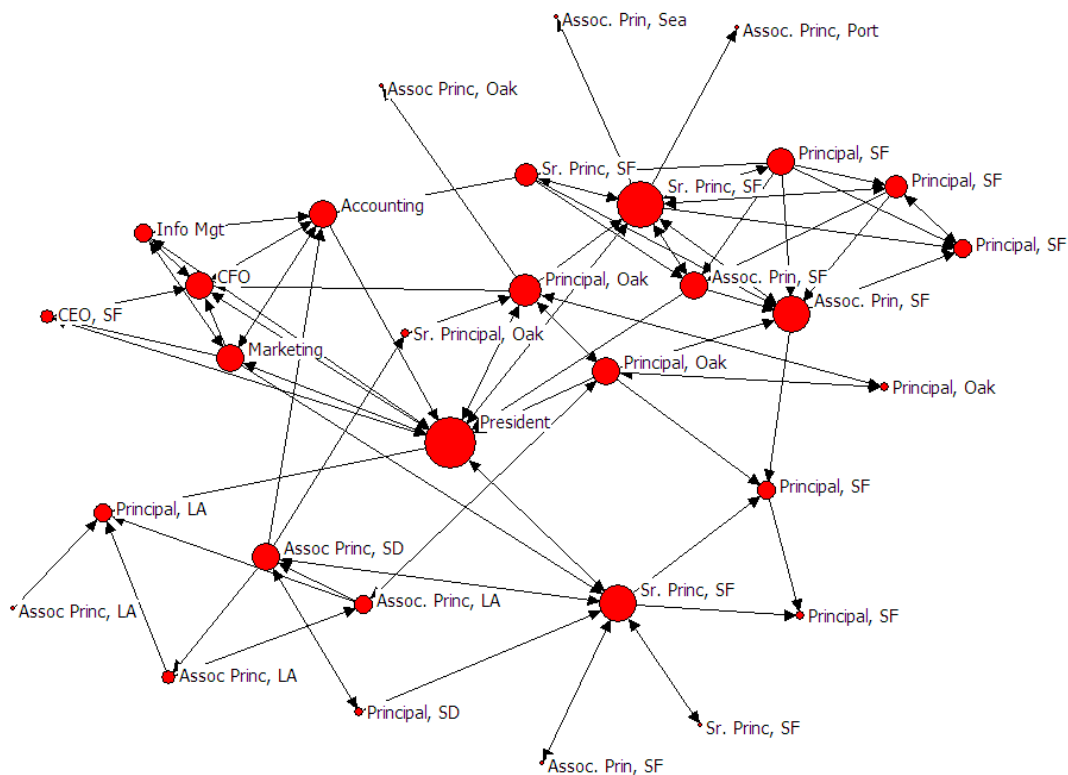 Assoc. Prin, Sea
Assoc. Princ, Port
Assoc Princ, Oak
Principal, SF
Sr. Princ, SF
Principal, SF
Sr. Princ, SF
Accounting
Info Mgt
Principal, SF
CFO
Principal, Oak
Assoc. Prin, SF
Assoc. Prin, SF
CEO, SF
Sr. Principal, Oak
Marketing
Principal, Oak
Principal, Oak
President
Principal, SF
Principal, LA
Assoc Princ, SD
Sr. Princ, SF
Assoc. Princ, LA
Assoc Princ, LA
Principal, SF
Assoc Princ, LA
Principal, SD
Sr. Princ, SF
Assoc. Prin, SF